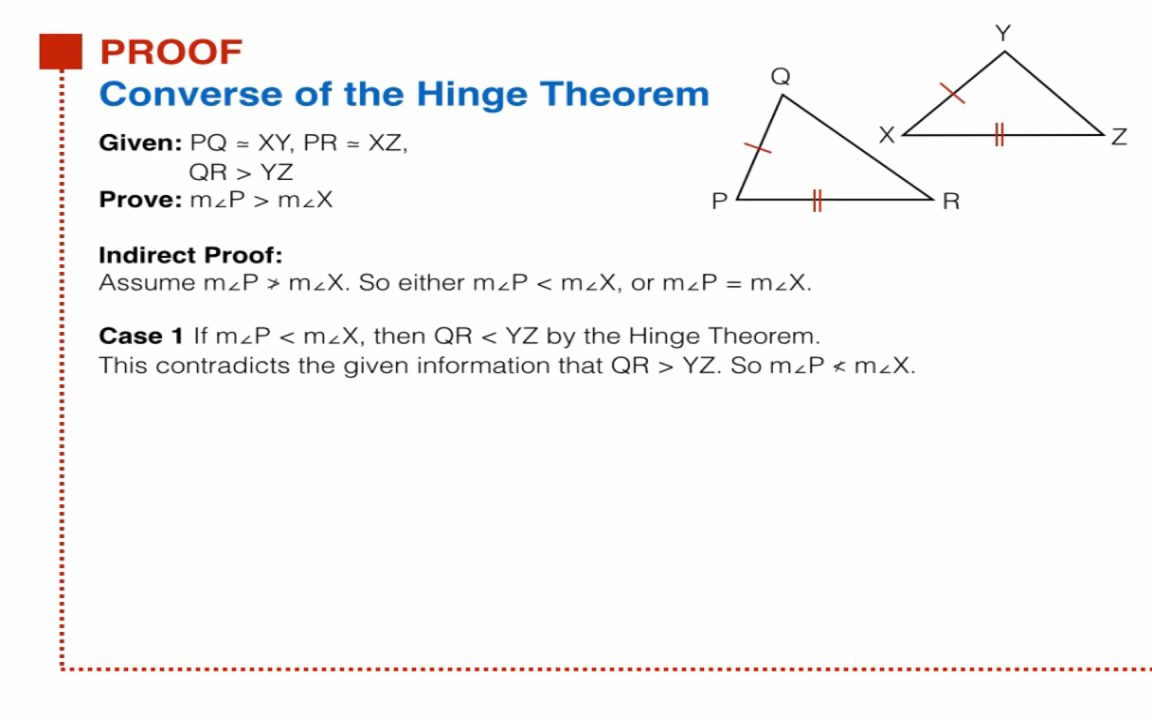 PROOF
Converse of the Hinge Theorem
Given: PQ ≃ XY, PR ≃ XZ,
QR > YZ
Prove: m∠P > m∠X
Indirect Proof:
Assume m∠P ≯ m∠X. So either m∠P < m∠X, or m∠P = m∠X.
Case 1 If m∠P < m∠X, then QR < YZ by the Hinge Theorem.
This contradicts the given information that QR > YZ. So m∠P ≮ m∠X.
Q
P
R
Y
X
Z